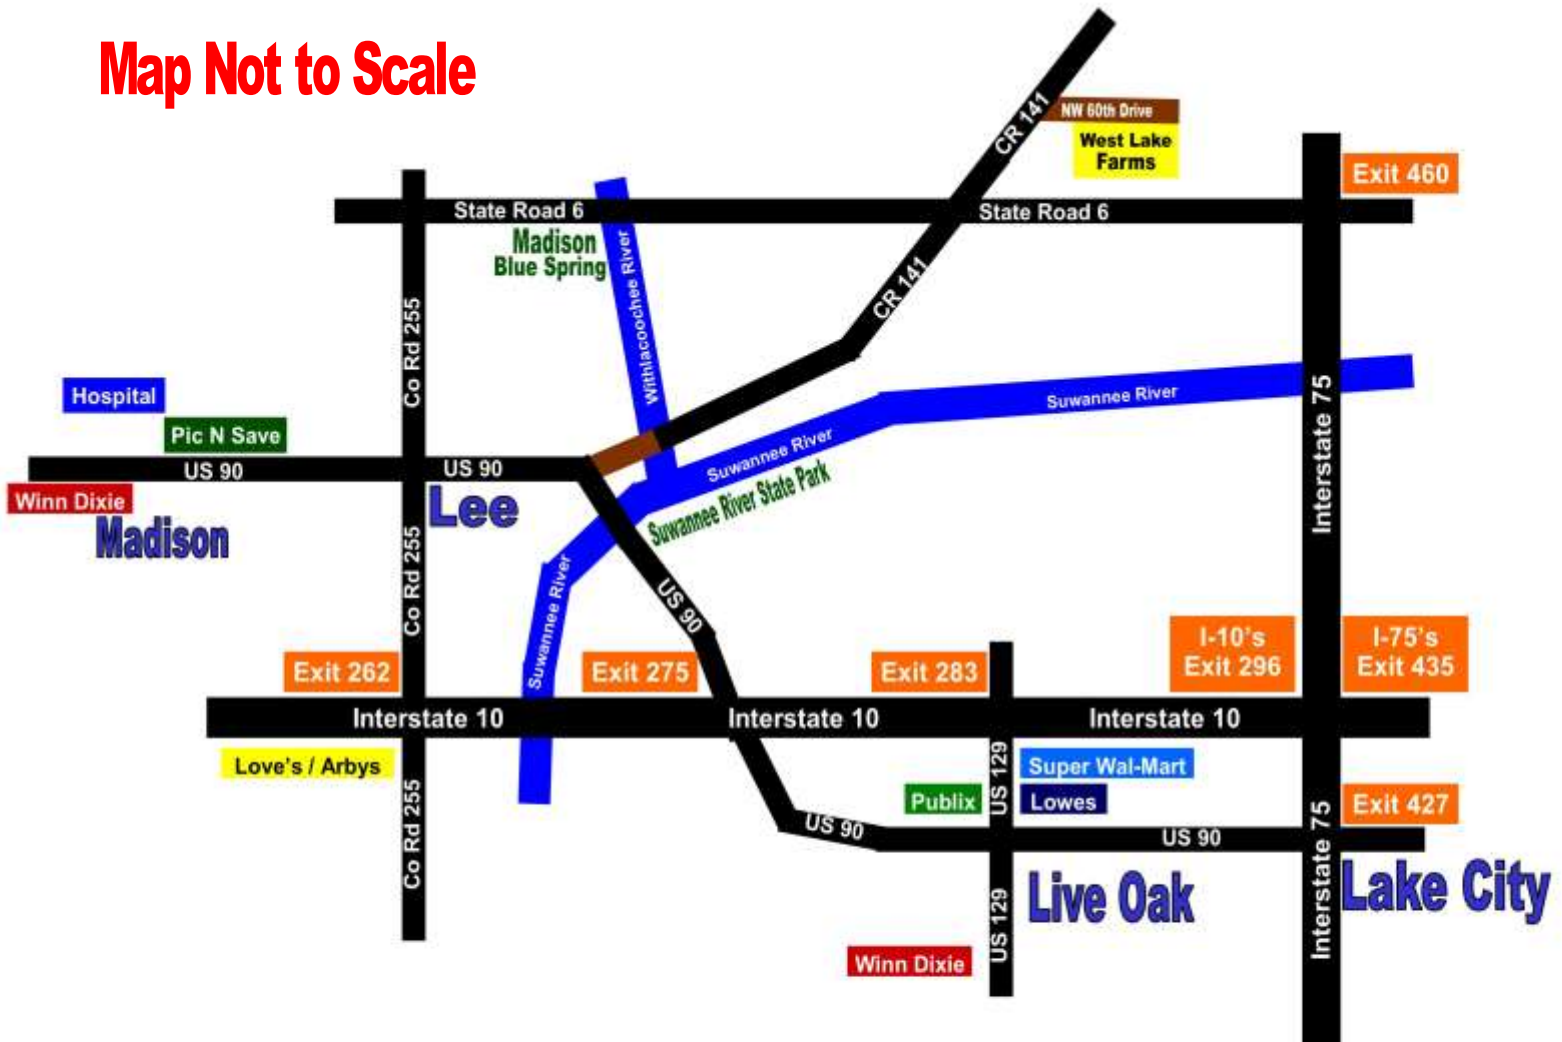 Map Not to Scale
CR 141
NW 60th Drive
West Lake
Farms
Exit 460
State Road 6
State Road 6
Madison
Blue Spring
Withlacoochee River
CR 141
Co Rd 255
Hospital
Pic N Save
US 90
US 90
Winn Dixie
Madison
Lee
Suwannee River
Suwannee River
Suwannee River State Park
Interstate 75
Co Rd 255
Suwannee River
US 90
Exit 262
Exit 275
Exit 283
I-10's
Exit 296
I-75's
Exit 435
Interstate 10
Interstate 10
Interstate 10
Love's / Arbys
Co Rd 255
US 129
Super Wal-Mart
Publix
Lowes
Exit 427
US 90
US 90
Interstate 75
Live Oak
Lake City
US 129
Winn Dixie